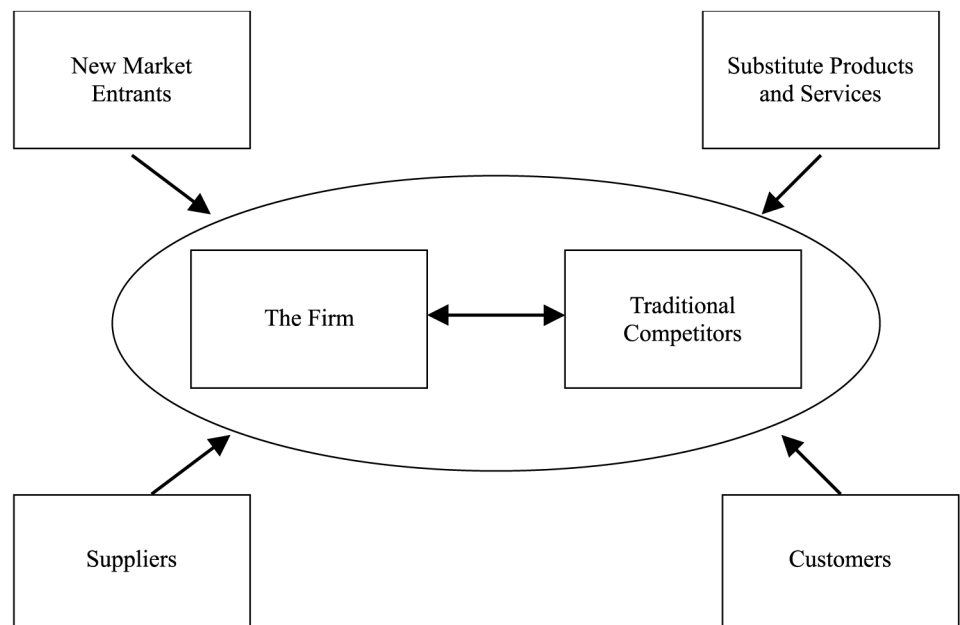 New Market
Entrants
Substitute Products
and Services
The Firm
Traditional
Competitors
Suppliers
Customers